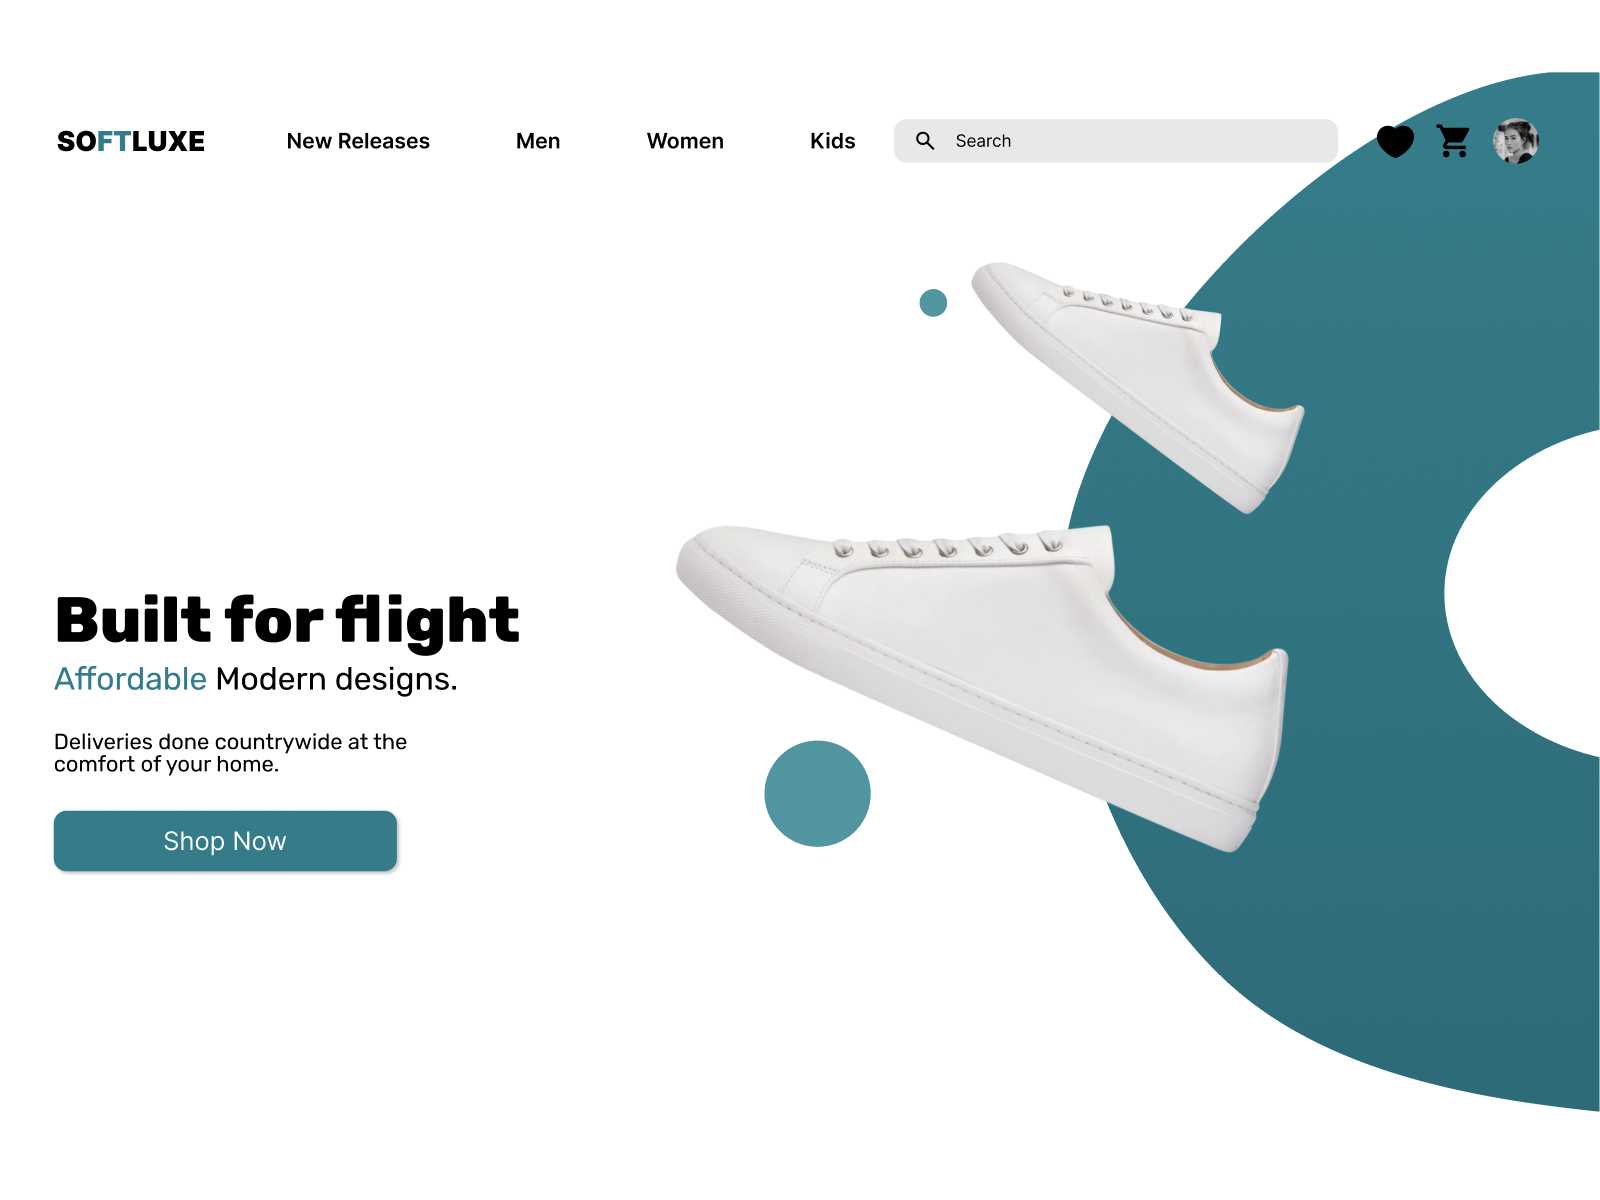 SOFTLUXE New Releases Men Women Kids Search
Built for flight
Affordable Modern designs.
Deliveries done countrywide at the
comfort of your home.
Shop Now